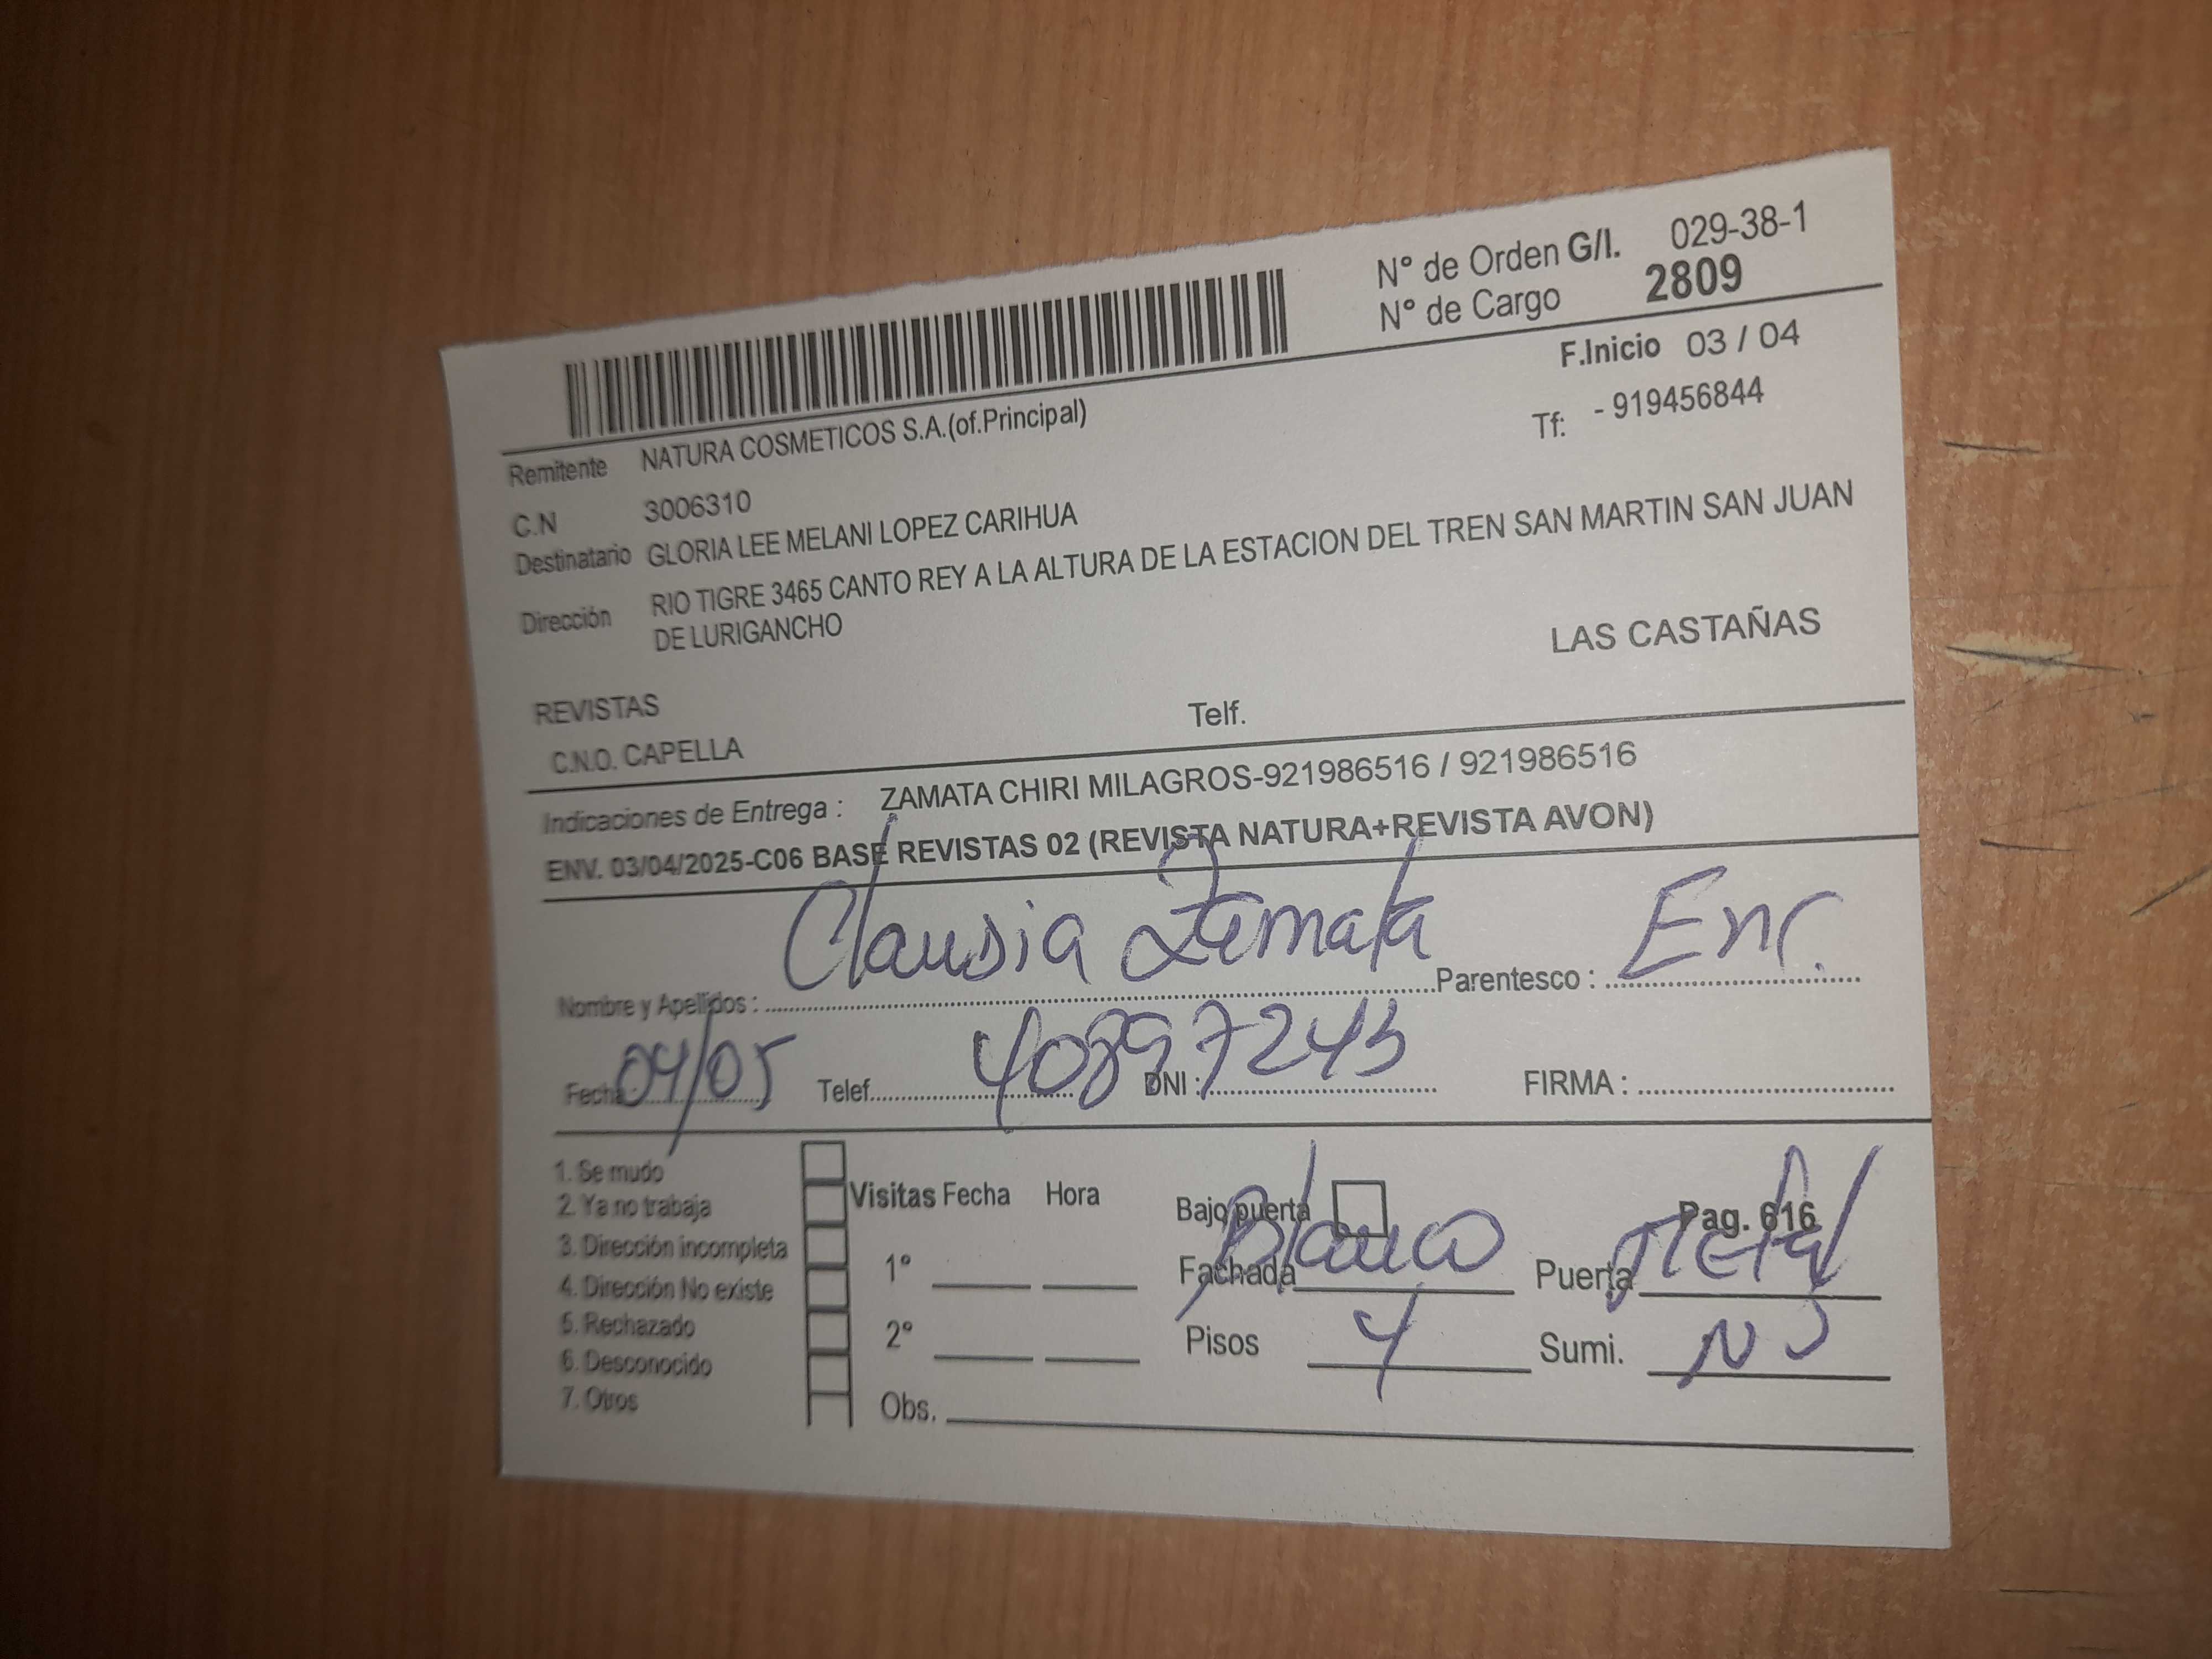 N° de Orden G/I. 029-38-1
N° de Cargo 2809
F.Inicio 03 / 04
Remitente NATURA COSMETICOS S.A.(of.Principal)
Tf: - 919456844
C.N 3006310
Destinatario GLORIA LEE MELANI LOPEZ CARIHUA
Dirección RIO TIGRE 3465 CANTO REY A LA ALTURA DE LA ESTACION DEL TREN SAN MARTIN SAN JUAN
DE LURIGANCHO
LAS CASTAÑAS
REVISTAS
C.N.O. CAPELLA Telf.
Indicaciones de Entrega : ZAMATA CHIRI MILAGROS-921986516 / 921986516
ENV. 03/04/2025-C06 BASE REVISTAS 02 (REVISTA NATURA+REVISTA AVON)
Nombre y Apellidos : Clausia Zamata Parentesco : Enc.
Fecha 04/05 Telef. DNI : 40897243 FIRMA :
1. Se mudo
2. Ya no trabaja
3. Dirección incompleta
4. Dirección No existe
5. Rechazado
6. Desconocido
7. Otros
Visitas Fecha Hora
1°
2°
Obs.
Bajo puerta Pag. 616
Fachada blanco Puerta Metal
Pisos 4 Sumi. NO